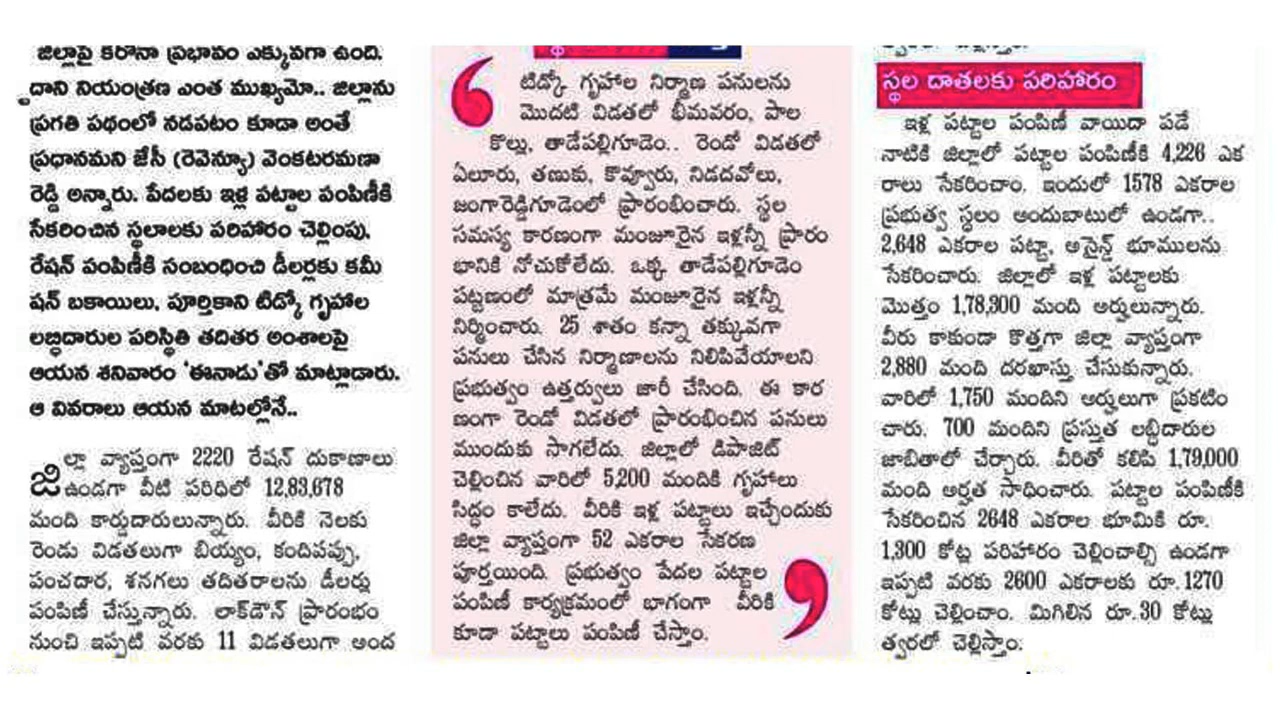 జిల్లాపై కరోనా ప్రభావం ఎక్కువగా ఉంది.
దాని నియంత్రణ ఎంత ముఖ్యమో.. జిల్లాను
ప్రగతి పథంలో నడపటం కూడా అంతే
ప్రధానమని జేసీ (రెవెన్యూ) వెంకటరమణా
రెడ్డి అన్నారు. పేదలకు ఇళ్ల పట్టాల పంపిణీకి
సేకరించిన స్థలాలకు పరిహారం చెల్లింపు,
రేషన్ పంపిణీకి సంబంధించి డీలర్లకు కమీ
షన్ బకాయిలు, పూర్తికాని టిడ్కో గృహాల
లబ్ధిదారుల పరిస్థితి తదితర అంశాలపై
ఆయన శనివారం ‘ఈనాడు’తో మాట్లాడారు.
ఆ వివరాలు ఆయన మాటల్లోనే..
జిల్లా వ్యాప్తంగా 2220 రేషన్ దుకాణాలు
ఉండగా వీటి పరిధిలో 12,83,678
మంది కార్డుదారులున్నారు. వీరికి నెలకు
రెండు విడతలుగా బియ్యం, కందిపప్పు,
పంచదార, శనగలు తదితరాలను డీలర్లు
పంపిణీ చేస్తున్నారు. లాక్‌డౌన్ ప్రారంభం
నుంచి ఇప్పటి వరకు 11 విడతలుగా అంద
టిడ్కో గృహాల నిర్మాణ పనులను
మొదటి విడతలో భీమవరం, పాల
కొల్లు, తాడేపల్లిగూడెం.. రెండో విడతలో
ఏలూరు, తణుకు, కొవ్వూరు, నిడదవోలు,
జంగారెడ్డిగూడెంలో ప్రారంభించారు. స్థల
సమస్య కారణంగా మంజూరైన ఇళ్లన్నీ ప్రారం
భానికి నోచుకోలేదు. ఒక్క తాడేపల్లిగూడెం
పట్టణంలో మాత్రమే మంజూరైన ఇళ్లన్నీ
నిర్మించారు. 25 శాతం కన్నా తక్కువగా
పనులు చేసిన నిర్మాణాలను నిలిపివేయాలని
ప్రభుత్వం ఉత్తర్వులు జారీ చేసింది. ఈ కార
ణంగా రెండో విడతలో ప్రారంభించిన పనులు
ముందుకు సాగలేదు. జిల్లాలో డిపాజిట్
చెల్లించిన వారిలో 5,200 మందికి గృహాలు
సిద్ధం కాలేదు. వీరికి ఇళ్ల పట్టాలు ఇచ్చేందుకు
జిల్లా వ్యాప్తంగా 52 ఎకరాల సేకరణ
పూర్తయింది. ప్రభుత్వం పేదల పట్టాల
పంపిణీ కార్యక్రమంలో భాగంగా వీరికి
కూడా పట్టాలు పంపిణీ చేస్తాం.
స్థల దాతలకు పరిహారం
ఇళ్ల పట్టాల పంపిణీ వాయిదా పడే
నాటికి జిల్లాలో పట్టాల పంపిణీకి 4,226 ఎక
రాలు సేకరించాం. ఇందులో 1578 ఎకరాల
ప్రభుత్వ స్థలం అందుబాటులో ఉండగా..
2,648 ఎకరాల పట్టా, అసైన్డ్ భూములను
సేకరించారు. జిల్లాలో ఇళ్ల పట్టాలకు
మొత్తం 1,78,300 మంది అర్హులున్నారు.
వీరు కాకుండా కొత్తగా జిల్లా వ్యాప్తంగా
2,880 మంది దరఖాస్తు చేసుకున్నారు.
వారిలో 1,750 మందిని అర్హులుగా ప్రకటిం
చారు. 700 మందిని ప్రస్తుత లబ్ధిదారుల
జాబితాలో చేర్చారు. వీరితో కలిపి 1,79,000
మంది అర్హత సాధించారు. పట్టాల పంపిణీకి
సేకరించిన 2648 ఎకరాల భూమికి రూ.
1,300 కోట్ల పరిహారం చెల్లించాల్సి ఉండగా
ఇప్పటి వరకు 2600 ఎకరాలకు రూ.1270
కోట్లు చెల్లించాం. మిగిలిన రూ.30 కోట్లు
త్వరలో చెల్లిస్తాం.